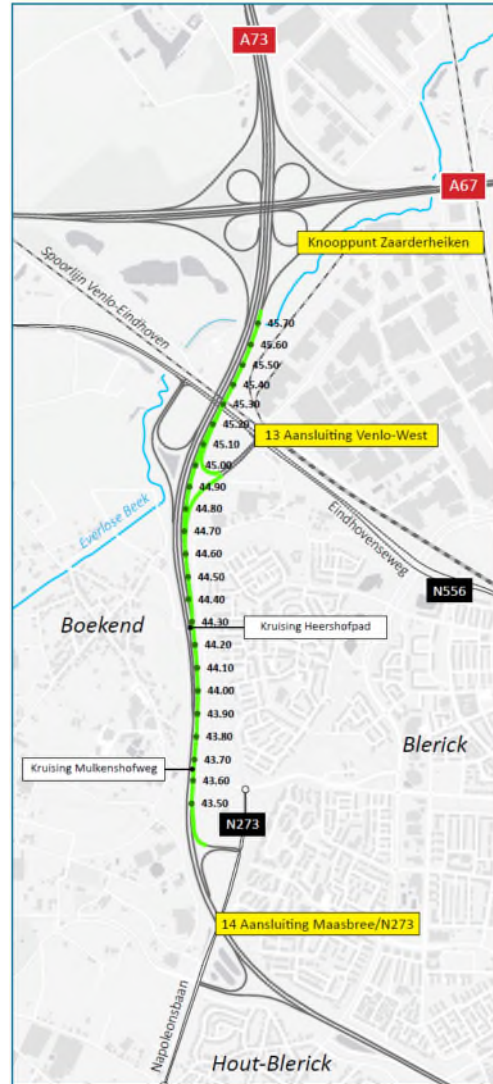 A73
A67
Knooppunt Zaarderheiken
Spoorlijn Venlo-Eindhoven
45.70
45.60
45.50
45.40
45.30
45.20
13 Aansluiting Venlo-West
45.10
45.00
44.90
44.80
44.70
Everlose Beek
Eindhovenseweg
44.60
44.50
N556
44.40
44.30
Boekend
Kruising Heershofpad
44.20
44.10
44.00
43.90
43.80
Blerick
43.70
Kruising Mulkenshofweg
43.60
43.50
N273
14 Aansluiting Maasbree/N273
Napoleonsbaan
Hout-Blerick